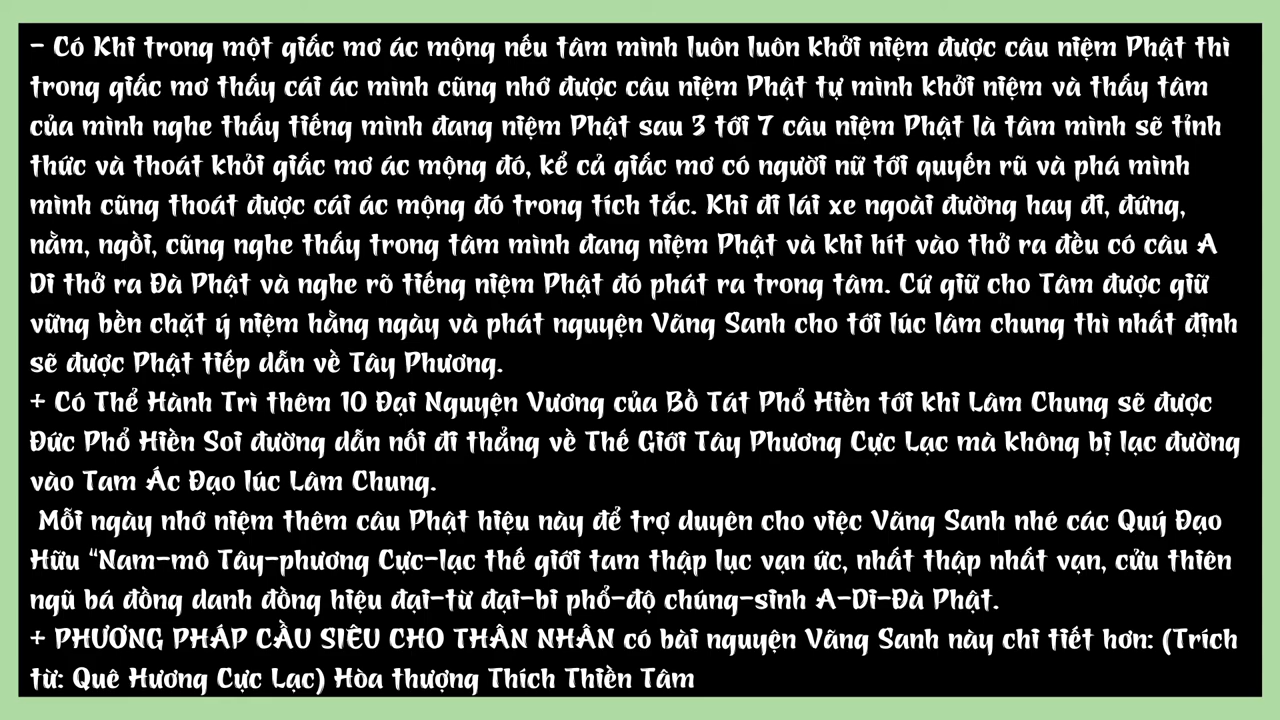 - Có Khi trong một giấc mơ ác mộng nếu tâm mình luôn luôn khởi niệm được câu niệm Phật thì
trong giấc mơ thấy cái ác mình cũng nhớ được câu niệm Phật tự mình khởi niệm và thấy tâm
của mình nghe thấy tiếng mình đang niệm Phật sau 3 tới 7 câu niệm Phật là tâm mình sẽ tỉnh
thức và thoát khỏi giấc mơ ác mộng đó, kể cả giấc mơ có người nữ tới quyến rũ và phá mình
mình cũng thoát được cái ác mộng đó trong tích tắc. Khi đi lái xe ngoài đường hay đi, đứng,
nằm, ngồi, cũng nghe thấy trong tâm mình đang niệm Phật và khi hít vào thở ra đều có câu A
Di thở ra Đà Phật và nghe rõ tiếng niệm Phật đó phát ra trong tâm. Cứ giữ cho Tâm được giữ
vững bền chặt ý niệm hằng ngày và phát nguyện Vãng Sanh cho tới lúc lâm chung thì nhất định
sẽ được Phật tiếp dẫn về Tây Phương.
+ Có Thể Hành Trì thêm 10 Đại Nguyện Vương của Bồ Tát Phổ Hiền tới khi Lâm Chung sẽ được
Đức Phổ Hiền Soi đường dẫn nối đi thẳng về Thế Giới Tây Phương Cực Lạc mà không bị lạc đường
vào Tam Ác Đạo lúc Lâm Chung.
Mỗi ngày nhớ niệm thêm câu Phật hiệu này để trợ duyên cho việc Vãng Sanh nhé các Quý Đạo
Hữu “Nam-mô Tây-phương Cực-lạc thế giới tam thập lục vạn ức, nhất thập nhất vạn, cửu thiên
ngũ bá đồng danh đồng hiệu đại-từ đại-bi phổ-độ chúng-sinh A-Di-Đà Phật.
+ PHƯƠNG PHÁP CẦU SIÊU CHO THÂN NHÂN có bài nguyện Vãng Sanh này chi tiết hơn: (Trích
từ: Quê Hương Cực Lạc) Hòa thượng Thích Thiền Tâm